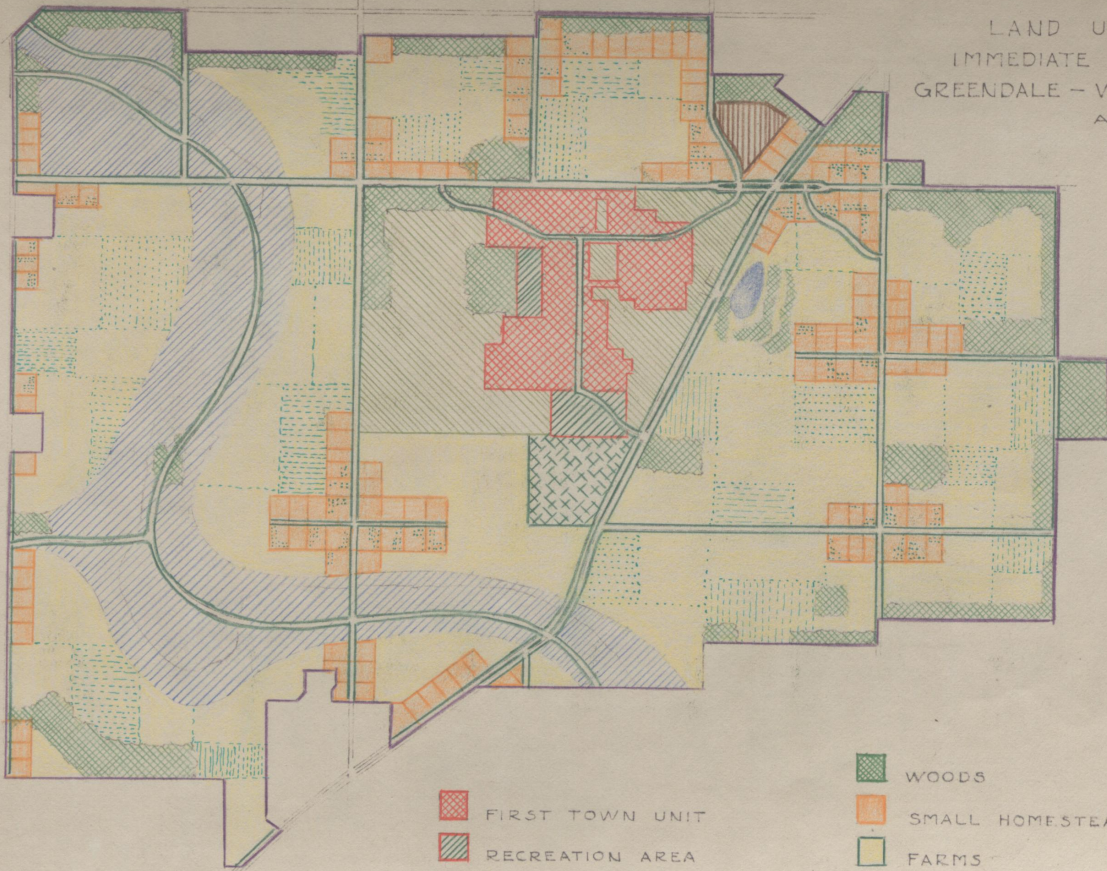 LAND U
IMMEDIATE
GREENDALE – W
A
FIRST TOWN UNIT
RECREATION AREA
WOODS
SMALL HOMESTEA
FARMS